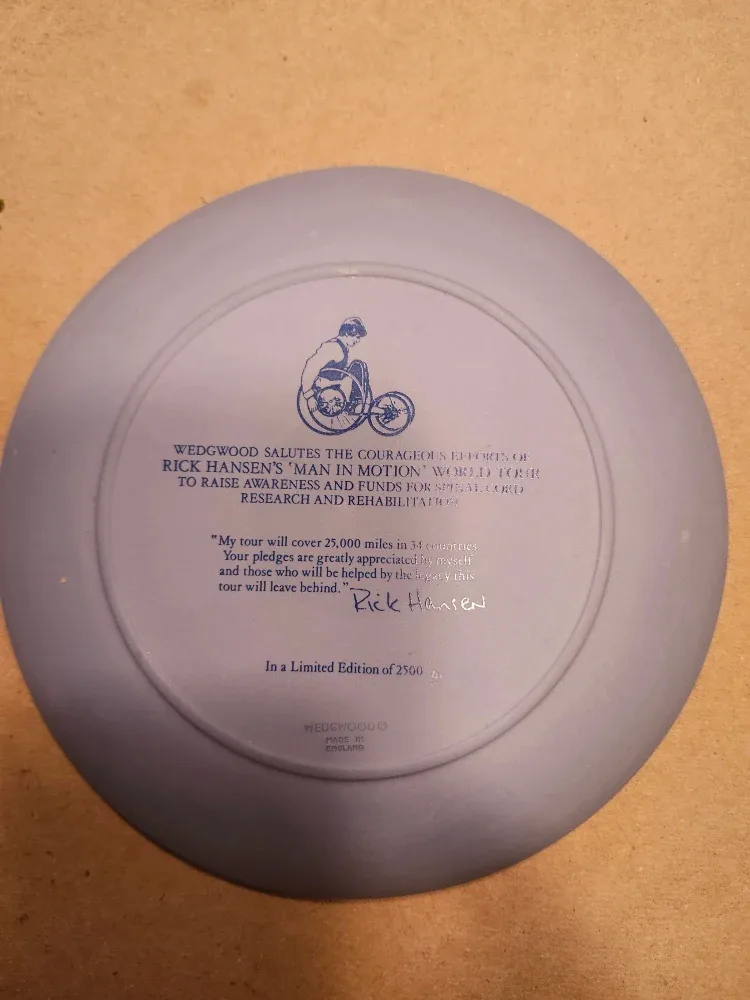 WEDGWOOD SALUTES THE COURAGEOUS EFFORTS OF
RICK HANSEN'S 'MAN IN MOTION' WORLD TOUR
TO RAISE AWARENESS AND FUNDS FOR SPINAL CORD
RESEARCH AND REHABILITATION
"My tour will cover 25,000 miles in 34 countries
Your pledges are greatly appreciated by myself
and those who will be helped by the legacy this
tour will leave behind."
Rick Hansen
In a Limited Edition of 2500
WEDGWOOD©
MADE IN
ENGLAND